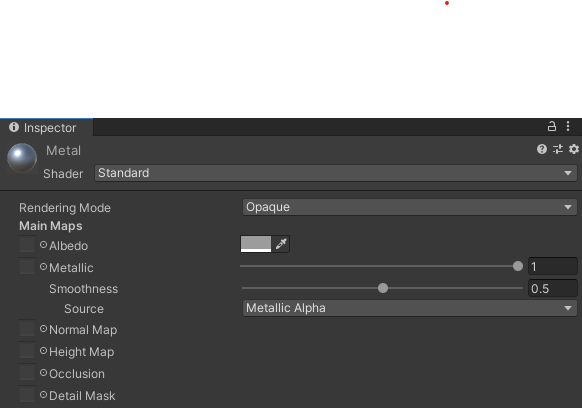 Inspector
Metal
Shader Standard
Rendering Mode Opaque
Main Maps
Albedo
Metallic 1
Smoothness 0.5
Source Metallic Alpha
Normal Map
Height Map
Occlusion
Detail Mask